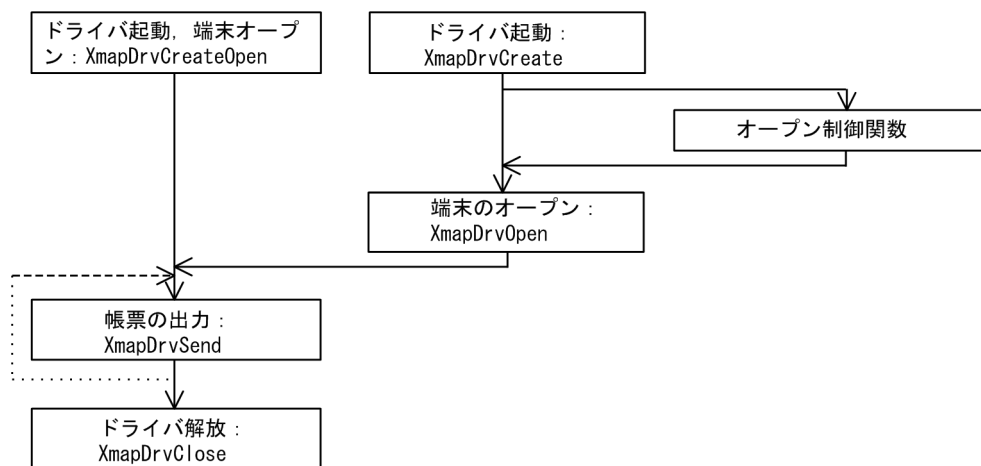 ドライバ起動，端末オープ
ン：XmapDrvCreateOpen
ドライバ起動：
XmapDrvCreate
オープン制御関数
端末のオープン：
XmapDrvOpen
帳票の出力：
XmapDrvSend
ドライバ解放：
XmapDrvClose